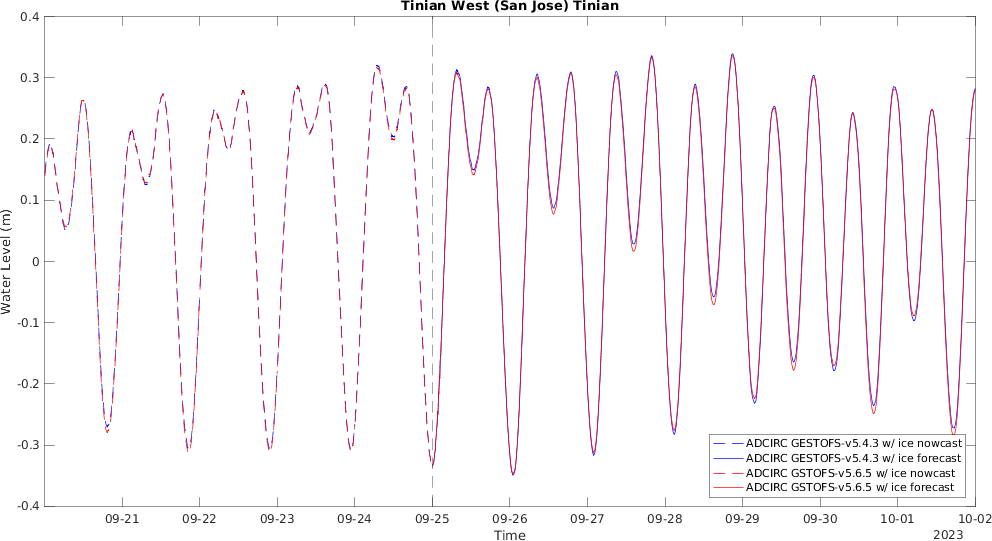 Tinian West (San Jose) Tinian
0.4
0.3
0.2
0.1
0
-0.1
-0.2
-0.3
-0.4
Water Level (m)
09-21 09-22 09-23 09-24 09-25 09-26 09-27 09-28 09-29 09-30 10-01 10-02
2023
Time
ADCIRC GESTOFS-v5.4.3 w/ ice nowcast
ADCIRC GESTOFS-v5.4.3 w/ ice forecast
ADCIRC GSTOFS-v5.6.5 w/ ice nowcast
ADCIRC GSTOFS-v5.6.5 w/ ice forecast